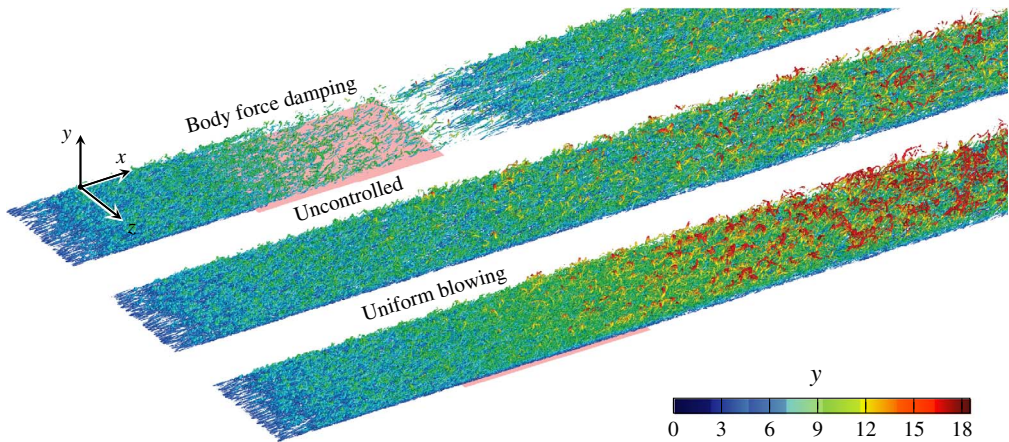 Body force damping
y
x
z
Uncontrolled
Uniform blowing
y
0 3 6 9 12 15 18